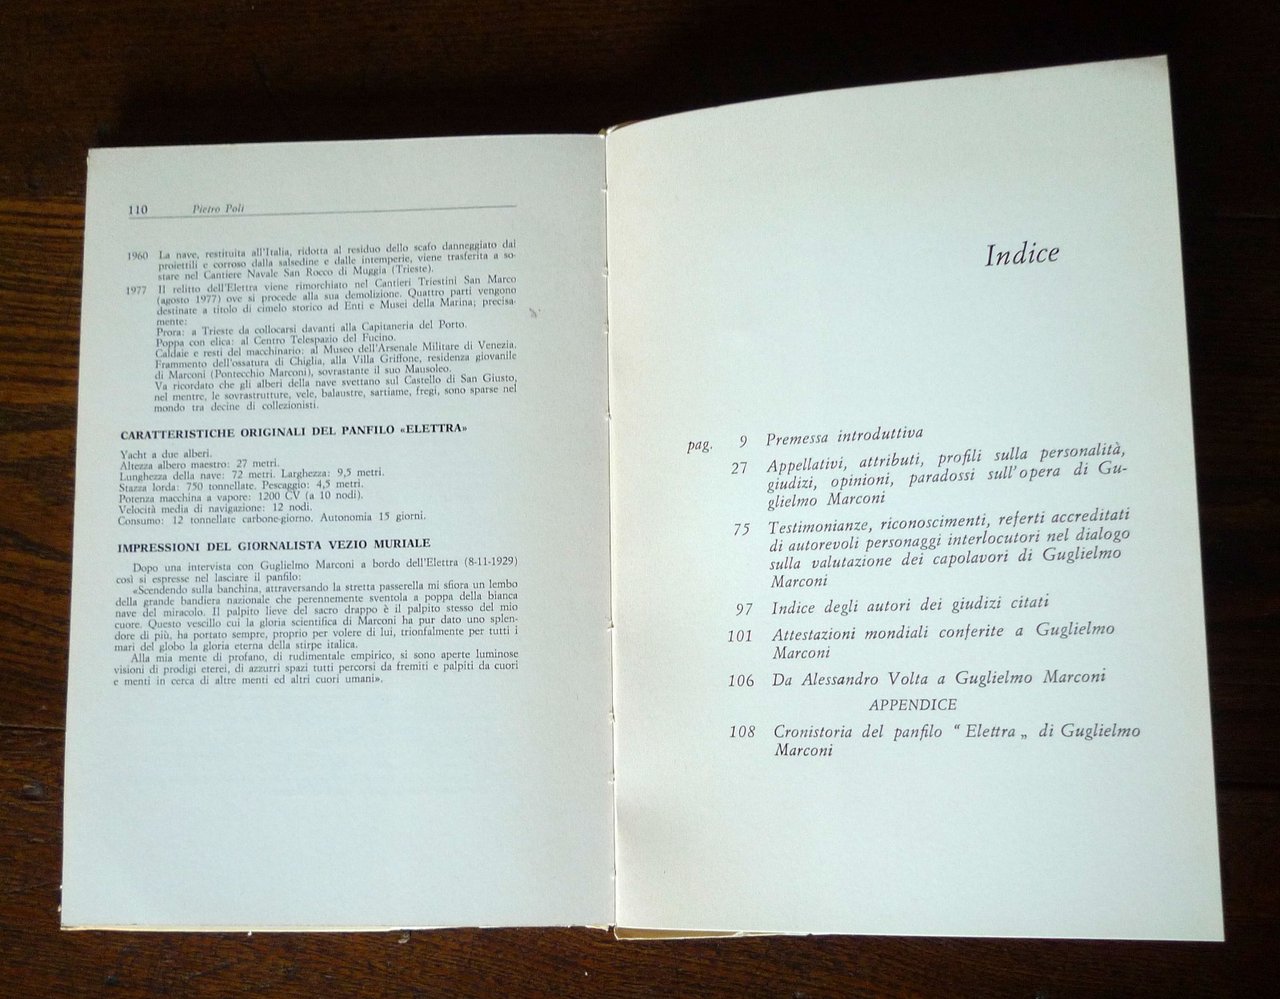 110 Pietro Poli
1960 La nave, restituita all'Italia, ridotta al residuo dello scafo danneggiato dai
proiettili e corroso dalla salsedine e dalle intemperie, viene trasferita a so-
stare nel Cantiere Navale San Rocco di Muggia (Trieste).
1977 Il relitto dell'Elettra viene rimorchiato nel Cantieri Triestini San Marco
(agosto 1977) ove si procede alla sua demolizione. Quattro parti vengono
destinate a titolo di cimelo storico ad Enti e Musei della Marina; precisa-
mente:
Prora: a Trieste da collocarsi davanti alla Capitaneria del Porto.
Poppa con elica: al Centro Telespazio del Fucino.
Caldaie e resti del macchinario: al Museo dell'Arsenale Militare di Venezia.
Frammento dell'ossatura di Chiglia, alla Villa Griffone, residenza giovanile
di Marconi (Pontecchio Marconi), sovrastante il suo Mausoleo.
Va ricordato che gli alberi della nave svettano sul Castello di San Giusto,
nel mentre, le sovrastrutture, vele, balaustre, sartiame, fregi, sono sparse nel
mondo tra decine di collezionisti.
CARATTERISTICHE ORIGINALI DEL PANFILO «ELETTRA»
Yacht a due alberi.
Altezza albero maestro: 27 metri.
Lunghezza della nave: 72 metri. Larghezza: 9,5 metri.
Stazza lorda: 750 tonnellate. Pescaggio: 4,5 metri.
Potenza macchina a vapore: 1200 CV (a 10 nodi).
Velocità media di navigazione: 12 nodi.
Consumo: 12 tonnellate carbone-giorno. Autonomia 15 giorni.
IMPRESSIONI DEL GIORNALISTA VEZIO MURIALE
Dopo una intervista con Guglielmo Marconi a bordo dell'Elettra (8-11-1929)
così si espresse nel lasciare il panfilo:
«Scendendo sulla banchina, attraversando la stretta passerella mi sfiora un lembo
della grande bandiera nazionale che perennemente sventola a poppa della bianca
nave del miracolo. Il palpito lieve del sacro drappo è il palpito stesso del mio
cuore. Questo vescillo cui la gloria scientifica di Marconi ha pur dato uno splen-
dore di più, ha portato sempre, proprio per volere di lui, trionfalmente per tutti i
mari del globo la gloria eterna della stirpe italica.
Alla mia mente di profano, di rudimentale empirico, si sono aperte luminose
visioni di prodigi eterei, di azzurri spazi tutti percorsi da fremiti e palpiti da cuori
e menti in cerca di altre menti ed altri cuori umani».
Indice
pag. 9 Premessa introduttiva
27 Appellativi, attributi, profili sulla personalità,
giudizi, opinioni, paradossi sull'opera di Gu-
glielmo Marconi
75 Testimonianze, riconoscimenti, referti accreditati
di autorevoli personaggi interlocutori nel dialogo
sulla valutazione dei capolavori di Guglielmo
Marconi
97 Indice degli autori dei giudizi citati
101 Attestazioni mondiali conferite a Guglielmo
Marconi
106 Da Alessandro Volta a Guglielmo Marconi
APPENDICE
108 Cronistoria del panfilo “Elettra„ di Guglielmo
Marconi